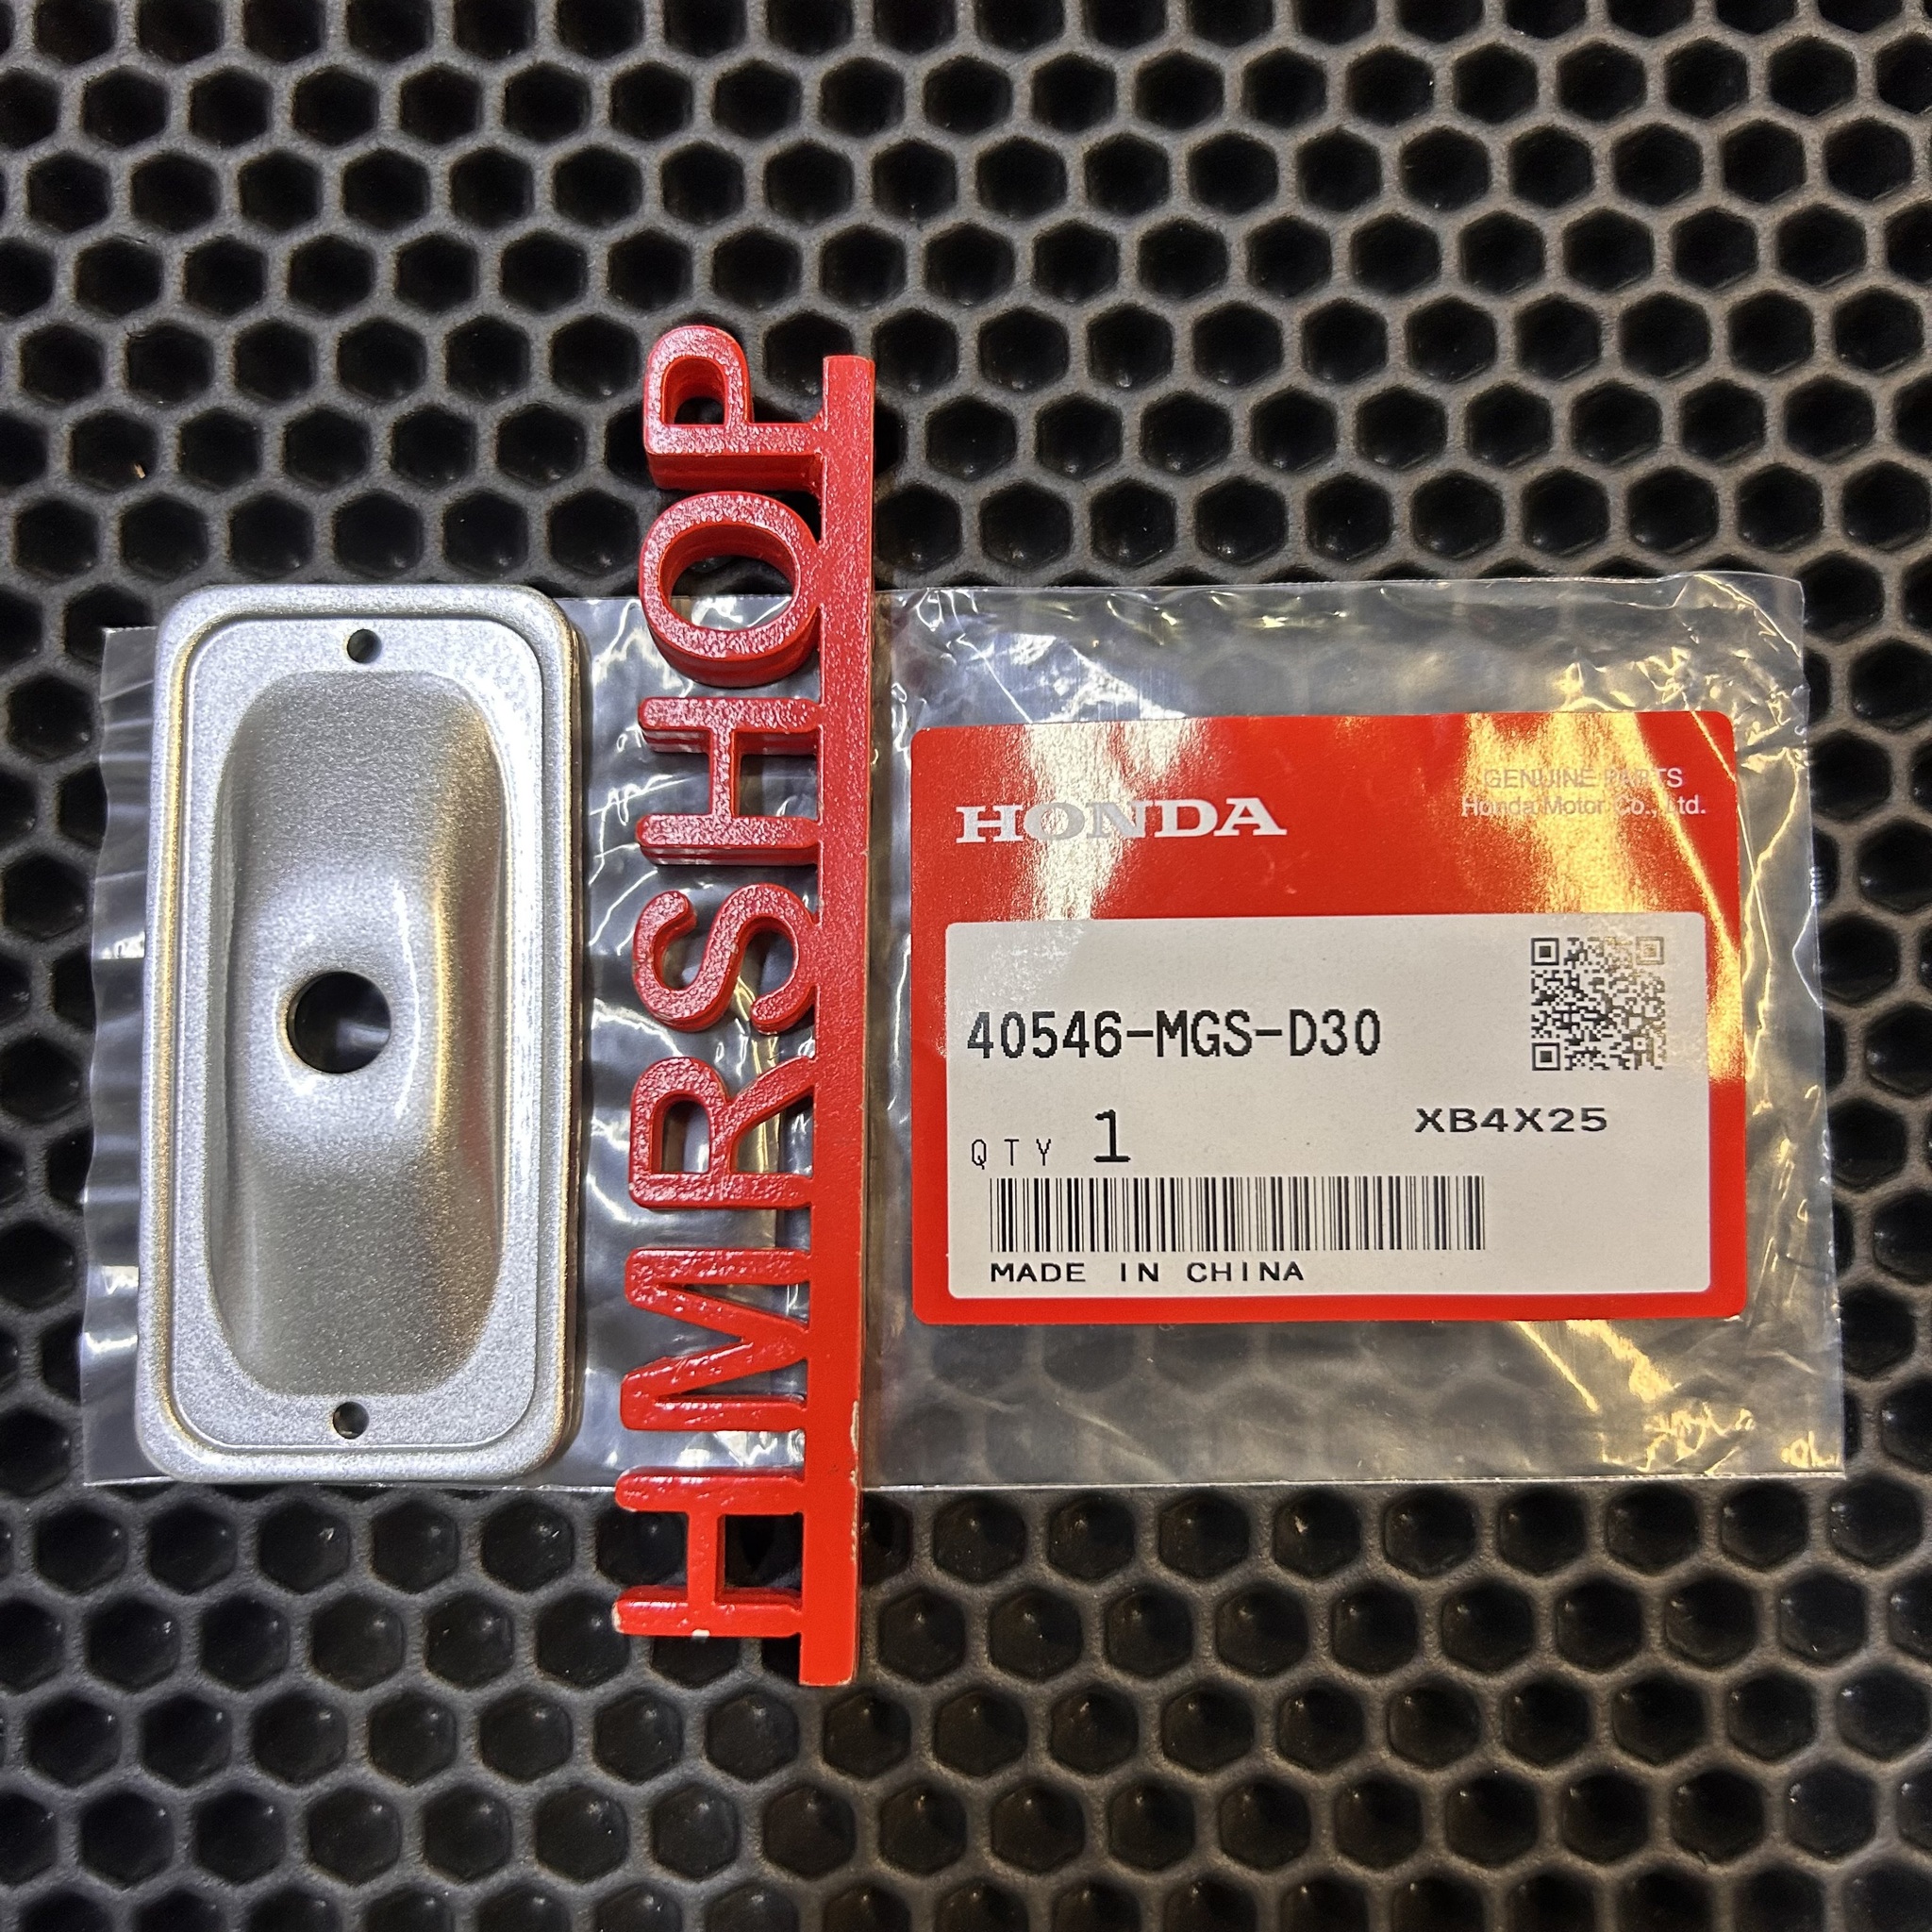 HMRSHOP
HONDA
GENUINE PARTS
Honda Motor Co., Ltd.
40546-MGS-D30
QTY 1
XB4X25
MADE IN CHINA